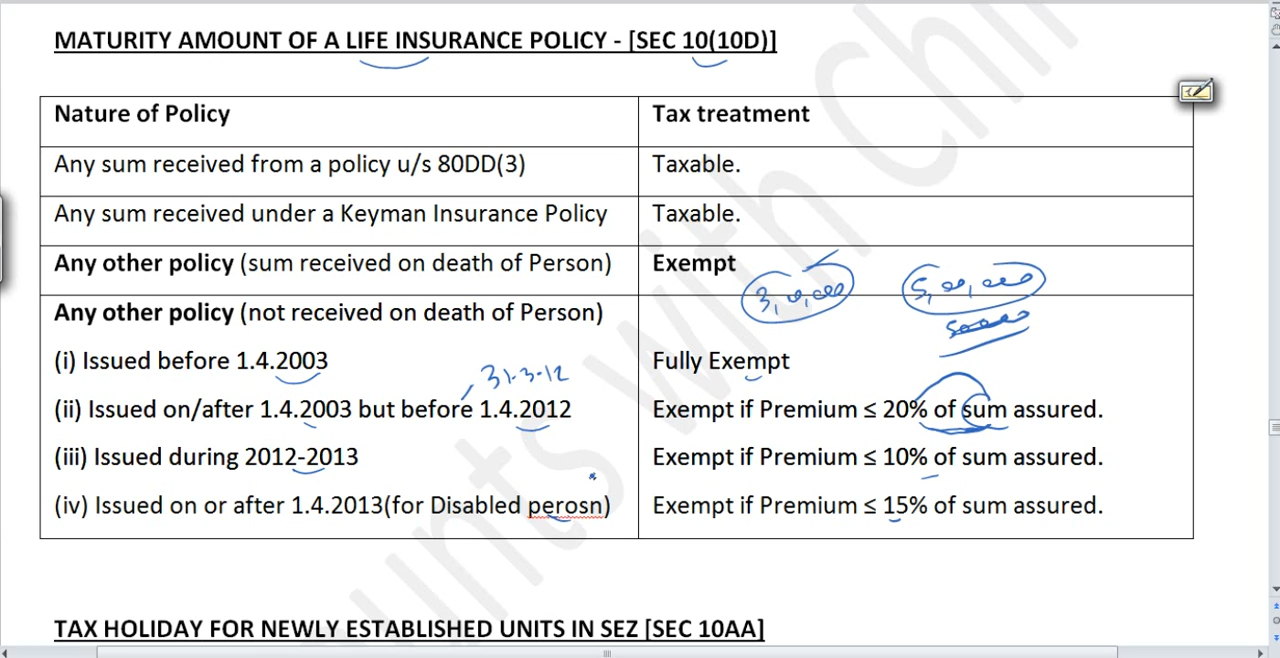 MATURITY AMOUNT OF A LIFE INSURANCE POLICY - [SEC 10(10D)]
Nature of Policy Tax treatment
Any sum received from a policy u/s 80DD(3) Taxable.
Any sum received under a Keyman Insurance Policy Taxable.
Any other policy (sum received on death of Person) Exempt
Any other policy (not received on death of Person)
(i) Issued before 1.4.2003 Fully Exempt
31-3-12
(ii) Issued on/after 1.4.2003 but before 1.4.2012 Exempt if Premium ≤ 20% of sum assured.
(iii) Issued during 2012-2013 Exempt if Premium ≤ 10% of sum assured.
(iv) Issued on or after 1.4.2013(for Disabled perosn) Exempt if Premium ≤ 15% of sum assured.
TAX HOLIDAY FOR NEWLY ESTABLISHED UNITS IN SEZ [SEC 10AA]